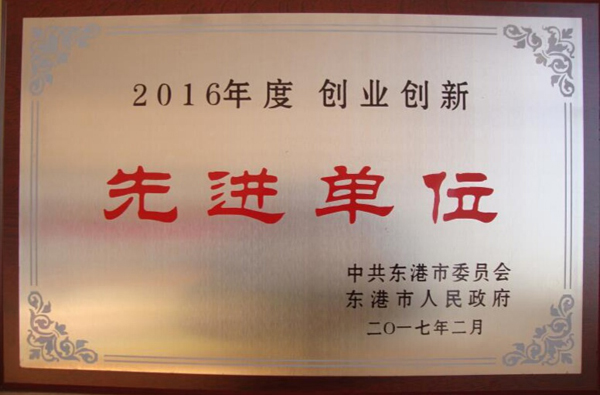 2016年度 创业创新
先进单位
中共东港市委员会
东港市人民政府
二〇一七年二月